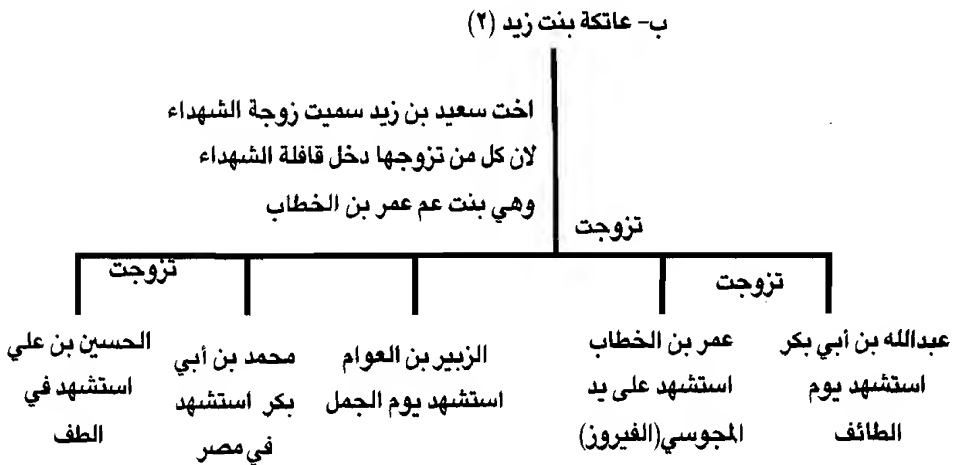 ب- عاتكة بنت زيد (٢)
اخت سعيد بن زيد سميت زوجة الشهداء
لان كل من تزوجها دخل قافلة الشهداء
وهي بنت عم عمر بن الخطاب
تزوجت
تزوجت
تزوجت
عبدالله بن أبي بكر
استشهد يوم
الطائف
عمر بن الخطاب
استشهد على يد
المجوسي(الفيروز)
الزبير بن العوام
استشهد يوم الجمل
محمد بن أبي
بكر استشهد
في مصر
الحسين بن علي
استشهد في
الطف